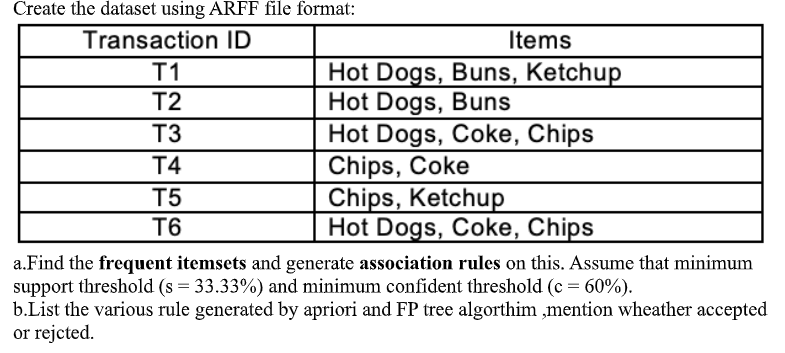 Create the dataset using ARFF file format:
Transaction ID Items
T1 Hot Dogs, Buns, Ketchup
T2 Hot Dogs, Buns
T3 Hot Dogs, Coke, Chips
T4 Chips, Coke
T5 Chips, Ketchup
T6 Hot Dogs, Coke, Chips
a.Find the frequent itemsets and generate association rules on this. Assume that minimum
support threshold (s = 33.33%) and minimum confident threshold (c = 60%).
b.List the various rule generated by apriori and FP tree algorthim ,mention wheather accepted
or rejcted.